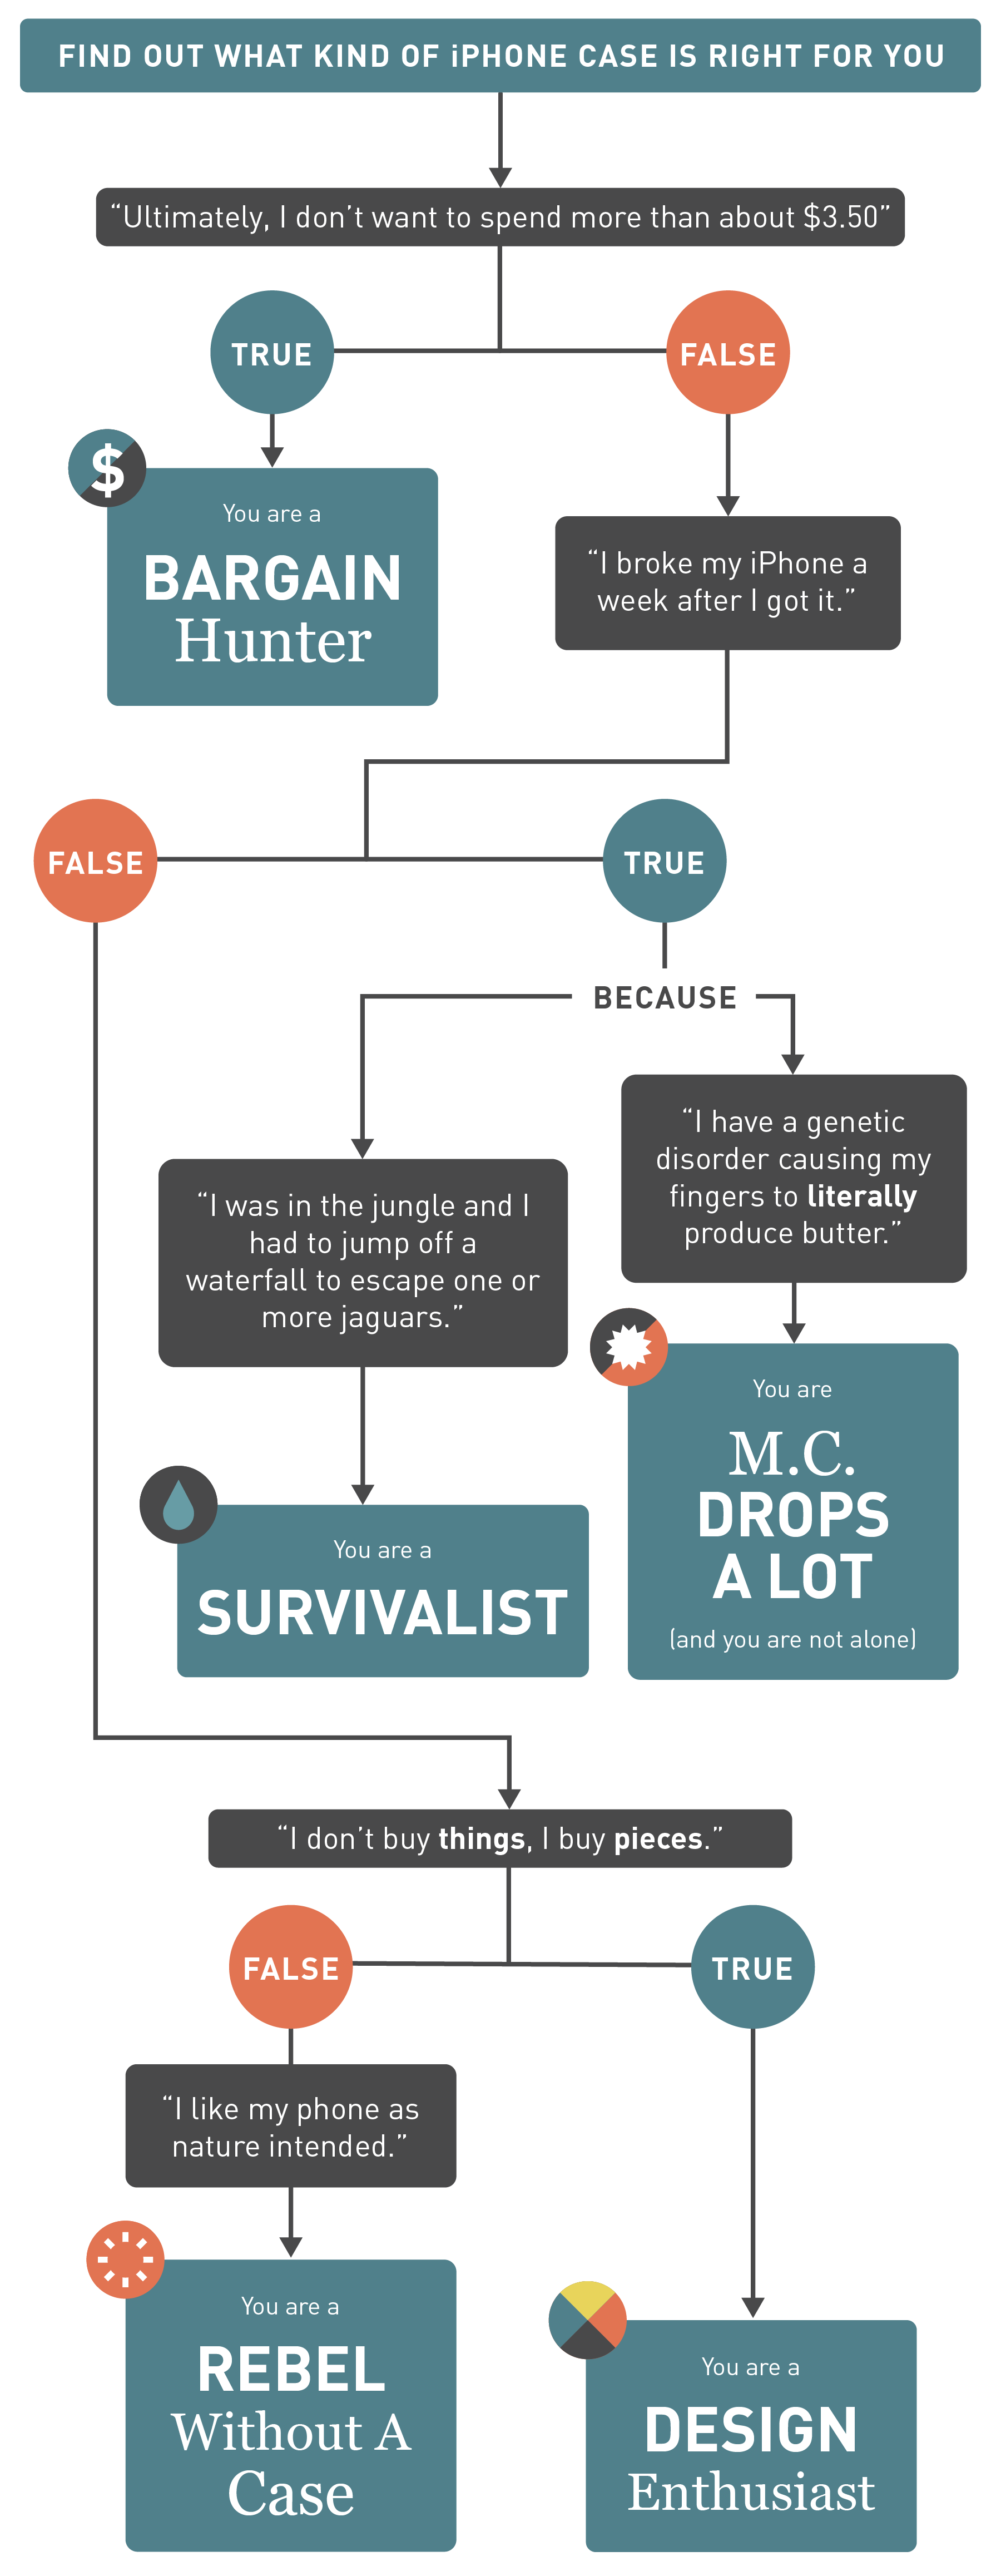 FIND OUT WHAT KIND OF iPHONE CASE IS RIGHT FOR YOU
“Ultimately, I don’t want to spend more than about $3.50”
TRUE
FALSE
$
You are a
BARGAIN
Hunter
“I broke my iPhone a
week after I got it.”
FALSE
TRUE
BECAUSE
“I have a genetic
disorder causing my
fingers to literally
produce butter.”
“I was in the jungle and I
had to jump off a
waterfall to escape one or
more jaguars.”
You are
M.C.
DROPS
A LOT
(and you are not alone)
You are a
SURVIVALIST
“I don’t buy things, I buy pieces.”
FALSE
TRUE
“I like my phone as
nature intended.”
You are a
REBEL
Without A
Case
You are a
DESIGN
Enthusiast